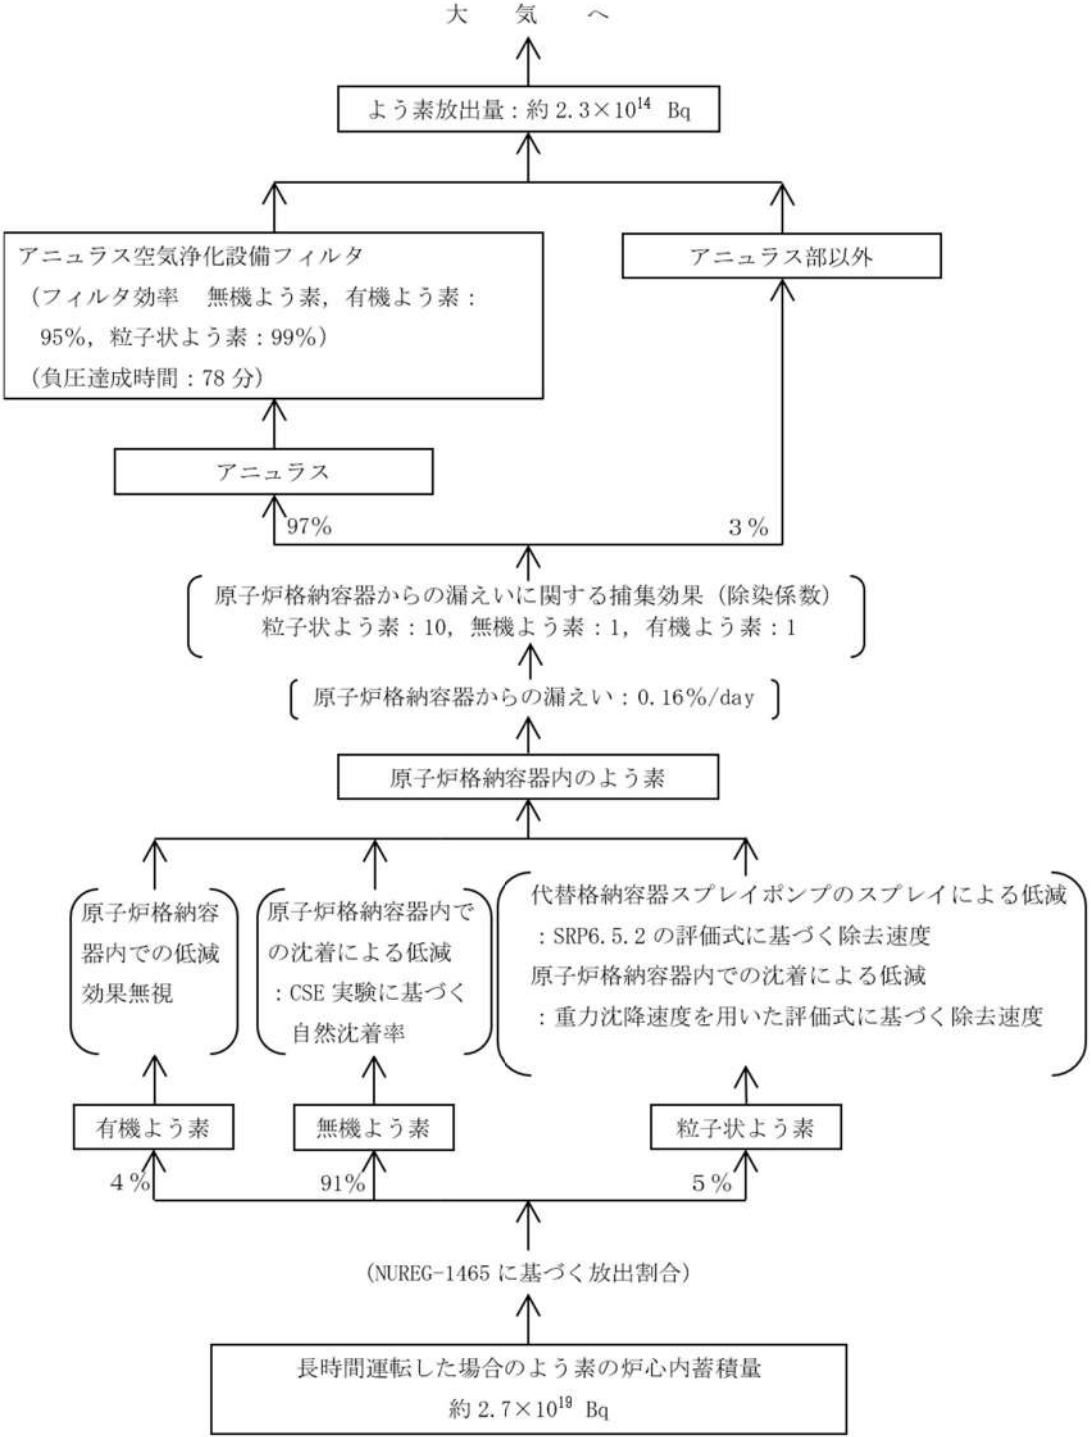 大 気 へ
よう素放出量：約 2.3×10¹⁴ Bq
アニュラス空気浄化設備フィルタ
（フィルタ効率 無機よう素，有機よう素：
95%，粒子状よう素：99%）
（負圧達成時間：78 分）
アニュラス部以外
アニュラス
97%
3%
原子炉格納容器からの漏えいに関する捕集効果（除染係数）
粒子状よう素：10，無機よう素：1，有機よう素：1
原子炉格納容器からの漏えい：0.16%/day
原子炉格納容器内のよう素
原子炉格納容
器内での低減
効果無視
原子炉格納容器内で
の沈着による低減
：CSE 実験に基づく
自然沈着率
代替格納容器スプレイポンプのスプレイによる低減
：SRP6.5.2 の評価式に基づく除去速度
原子炉格納容器内での沈着による低減
：重力沈降速度を用いた評価式に基づく除去速度
有機よう素
無機よう素
粒子状よう素
4%
91%
5%
（NUREG-1465 に基づく放出割合）
長時間運転した場合のよう素の炉心内蓄積量
約 2.7×10¹⁹ Bq